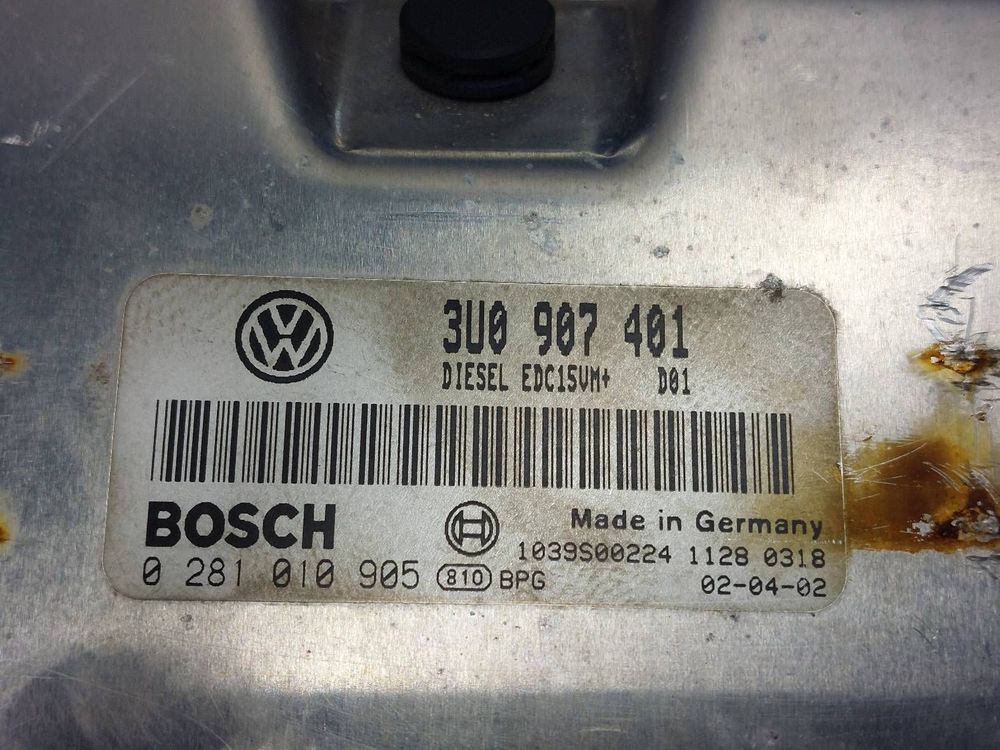 3U0 907 401
DIESEL EDC15VM+ D01
BOSCH
Made in Germany
1039S00224 1128 0318
0 281 010 905 810 BPG
02-04-02